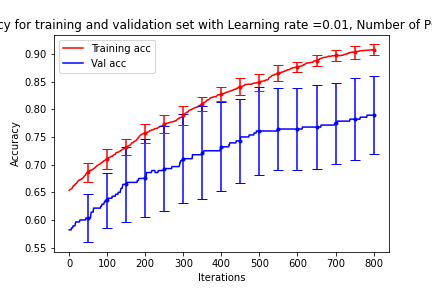 cy for training and validation set with Learning rate =0.01, Number of P
Training acc
Val acc
Accuracy
0.90
0.85
0.80
0.75
0.70
0.65
0.60
0.55
0 100 200 300 400 500 600 700 800
Iterations